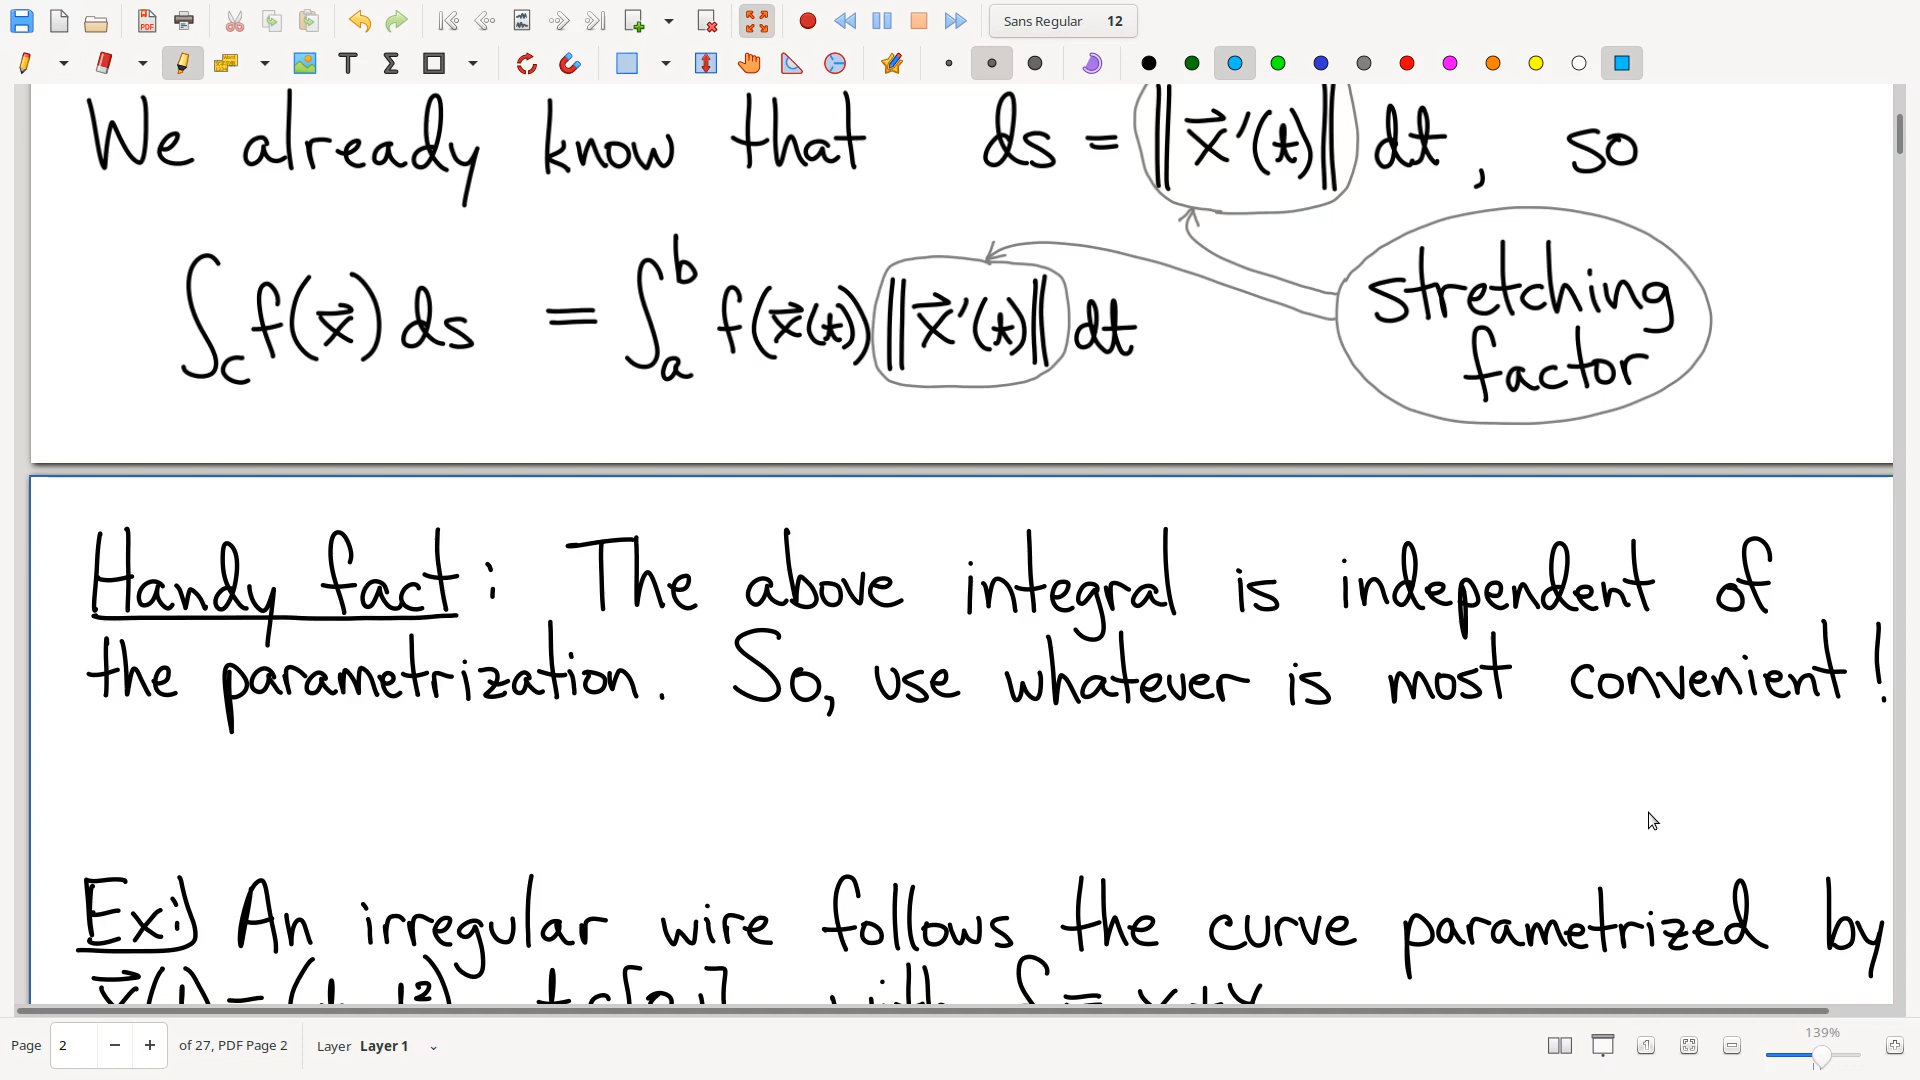 Sans Regular 12
We already know that ds = ‖x⃗′(t)‖ dt, so
∫_C f(x⃗) ds = ∫_a^b f(x⃗(t)) ‖x⃗′(t)‖ dt
stretching
factor
Handy fact: The above integral is independent of
the parametrization. So, use whatever is most convenient!
Ex:) An irregular wire follows the curve parametrized by
Page 2 − + of 27, PDF Page 2 Layer Layer 1
139%